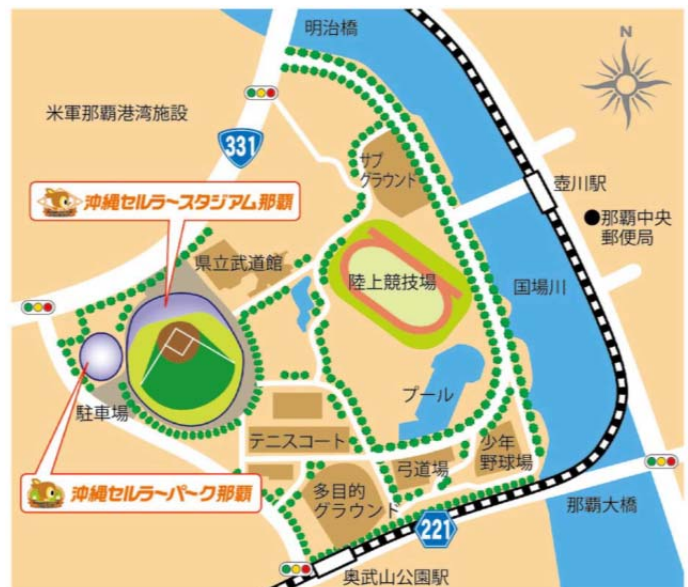 明治橋
N
米軍那覇港湾施設
331
サブ
グラウンド
壺川駅
沖縄セルラースタジアム那覇
那覇中央
郵便局
県立武道館
陸上競技場
国場川
プール
駐車場
テニスコート
少年
野球場
弓道場
沖縄セルラーパーク那覇
多目的
グラウンド
那覇大橋
221
奥武山公園駅